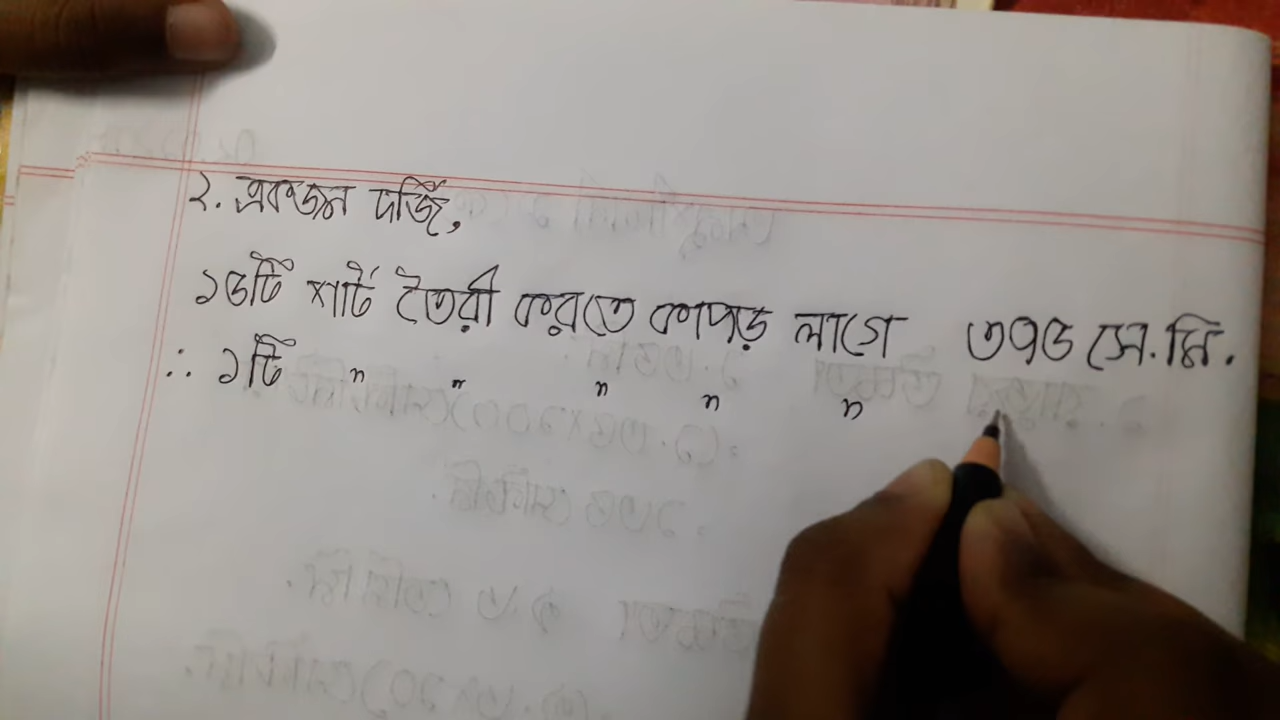 ২. একজন দর্জি,
১৫টি শার্ট তৈরী করতে কাপড় লাগে ৩৭৫ সে.মি.
∴ ১টি " " " " "